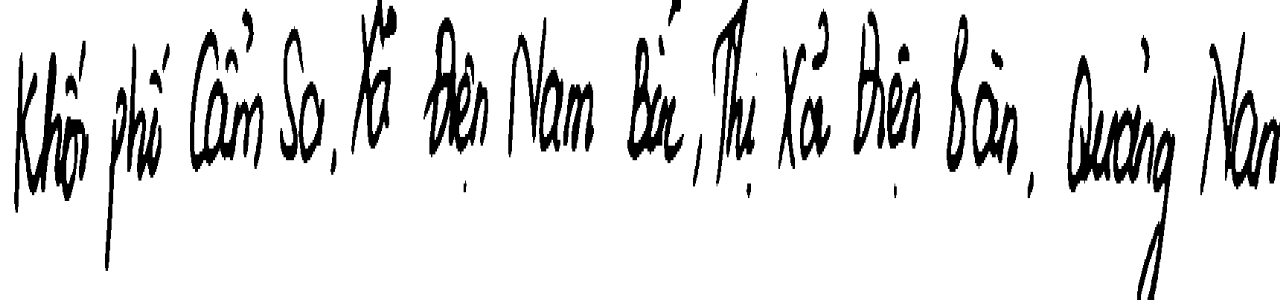 Khối phố Cẩm Sa, Xã Điện Nam Bắc, Thị Xã Điện Bàn, Quảng Nam